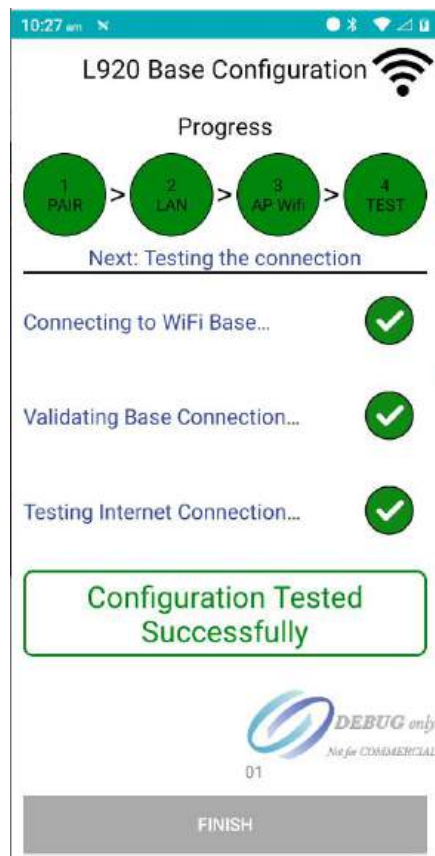 10:27 am
L920 Base Configuration
Progress
1
PAIR
>
2
LAN
>
3
AP Wifi
>
4
TEST
Next: Testing the connection
Connecting to WiFi Base...
Validating Base Connection...
Testing Internet Connection...
Configuration Tested
Successfully
DEBUG only
Not for COMMERCIAL
01
FINISH